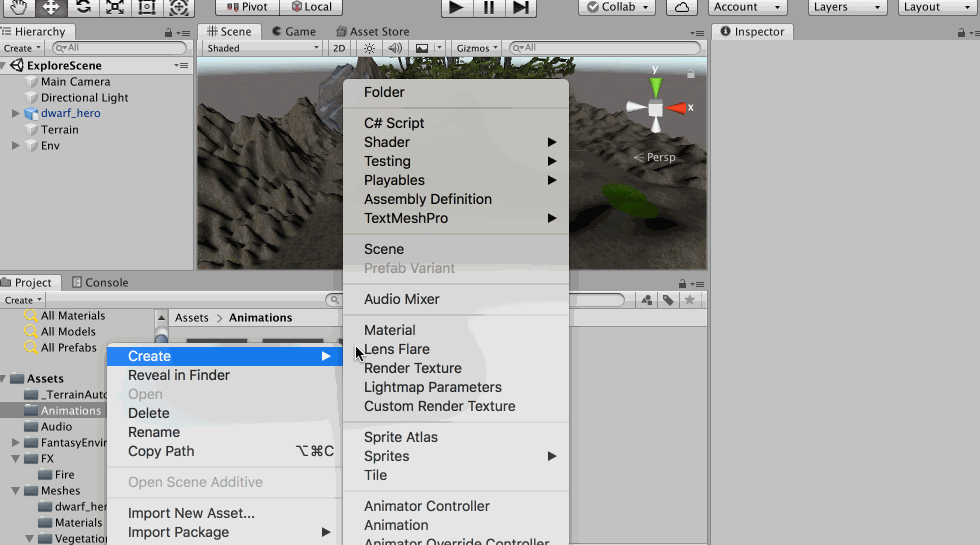 Pivot Local Collab Account Layers Layout
Hierarchy Scene Game Asset Store Inspector
Create All Shaded 2D Gizmos All
ExploreScene
Main Camera
Directional Light
dwarf_hero
Terrain
Env
y
x
Persp
Folder
C# Script
Shader
Testing
Playables
Assembly Definition
TextMeshPro
Scene
Prefab Variant
Audio Mixer
Material
Lens Flare
Render Texture
Lightmap Parameters
Custom Render Texture
Sprite Atlas
Sprites
Tile
Animator Controller
Animation
Animator Override Controller
Project Console
Create
All Materials
All Models
All Prefabs
Assets > Animations
Assets
_TerrainAuto
Animations
Audio
FantasyEnvir
FX
Fire
Meshes
dwarf_her
Materials
Vegetation
Create
Reveal in Finder
Open
Delete
Rename
Copy Path ⌥⌘C
Open Scene Additive
Import New Asset...
Import Package